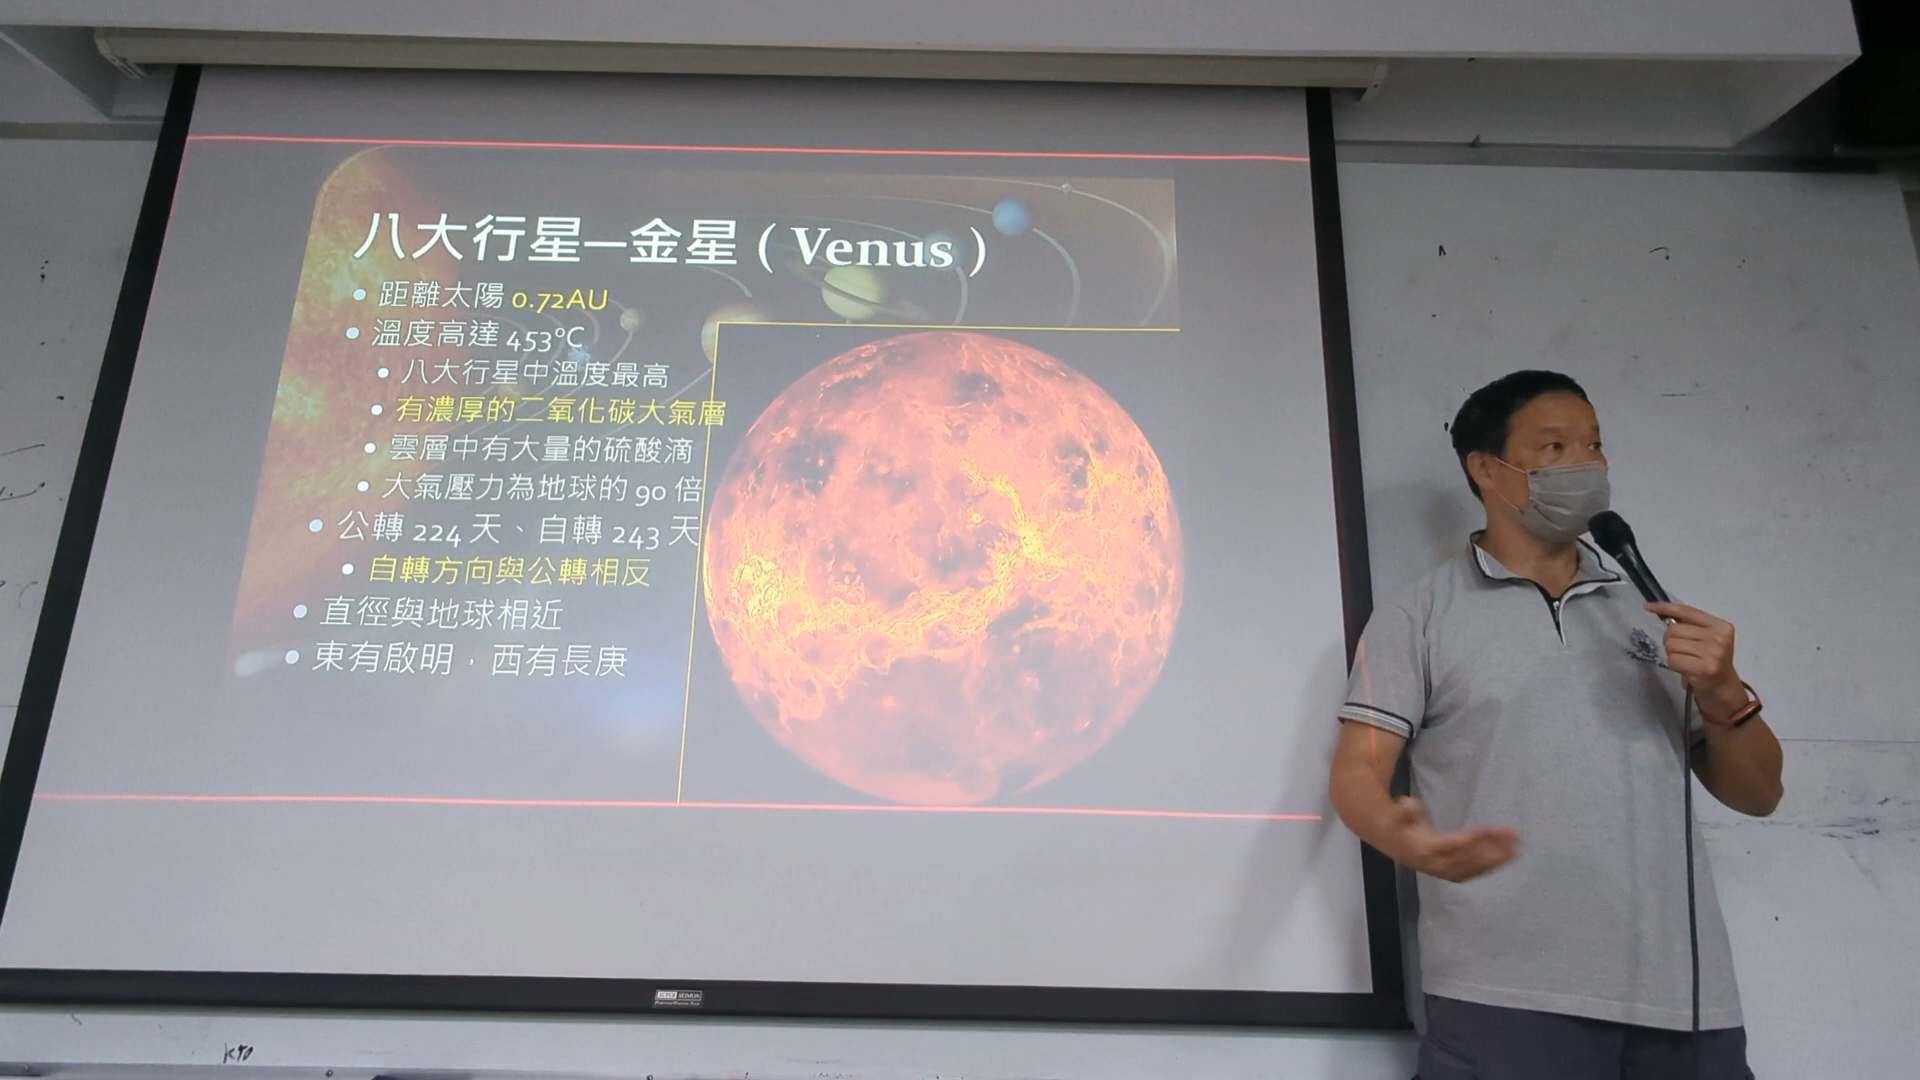 八大行星—金星（Venus）
距離太陽 0.72AU
溫度高達 453°C
八大行星中溫度最高
有濃厚的二氧化碳大氣層
雲層中有大量的硫酸滴
大氣壓力為地球的 90 倍
公轉 224 天、自轉 243 天
自轉方向與公轉相反
直徑與地球相近
東有啟明，西有長庚